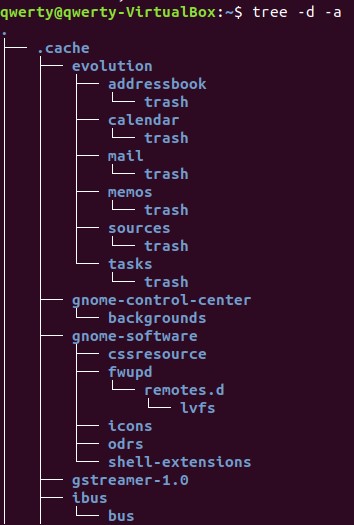 qwerty@qwerty-VirtualBox:~$ tree -d -a
.
├── .cache
│   ├── evolution
│   │   ├── addressbook
│   │   │   └── trash
│   │   ├── calendar
│   │   │   └── trash
│   │   ├── mail
│   │   │   └── trash
│   │   ├── memos
│   │   │   └── trash
│   │   ├── sources
│   │   │   └── trash
│   │   └── tasks
│   │       └── trash
│   ├── gnome-control-center
│   │   └── backgrounds
│   ├── gnome-software
│   │   ├── cssresource
│   │   ├── fwupd
│   │   │   └── remotes.d
│   │   │       └── lvfs
│   │   ├── icons
│   │   ├── odrs
│   │   └── shell-extensions
│   ├── gstreamer-1.0
│   ├── ibus
│   │   └── bus